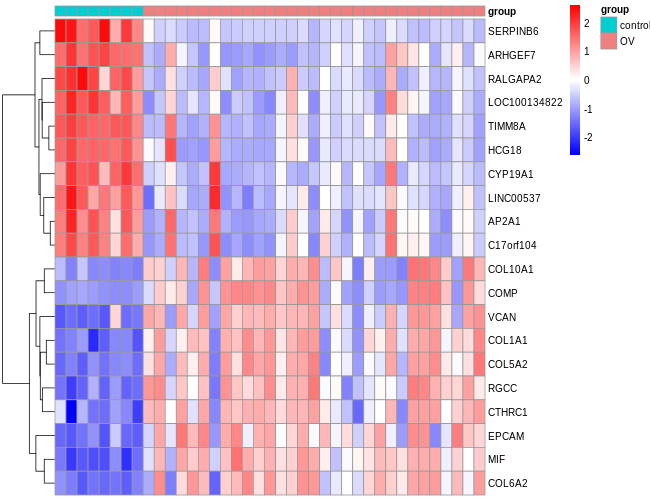 group
SERPINB6
ARHGEF7
RALGAPA2
LOC100134822
TIMM8A
HCG18
CYP19A1
LINC00537
AP2A1
C17orf104
COL10A1
COMP
VCAN
COL1A1
COL5A2
RGCC
CTHRC1
EPCAM
MIF
COL6A2
2
1
0
-1
-2
group
control
OV